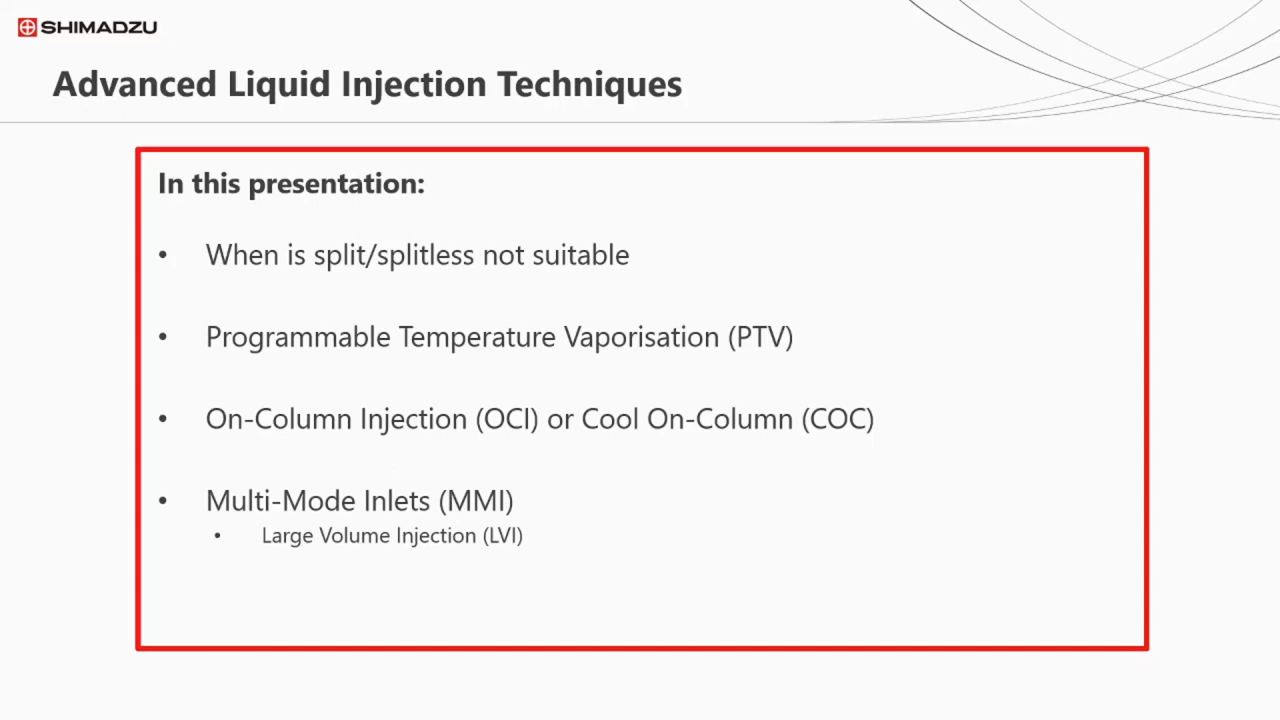 SHIMADZU
Advanced Liquid Injection Techniques
In this presentation:
• When is split/splitless not suitable
• Programmable Temperature Vaporisation (PTV)
• On-Column Injection (OCI) or Cool On-Column (COC)
• Multi-Mode Inlets (MMI)
• Large Volume Injection (LVI)